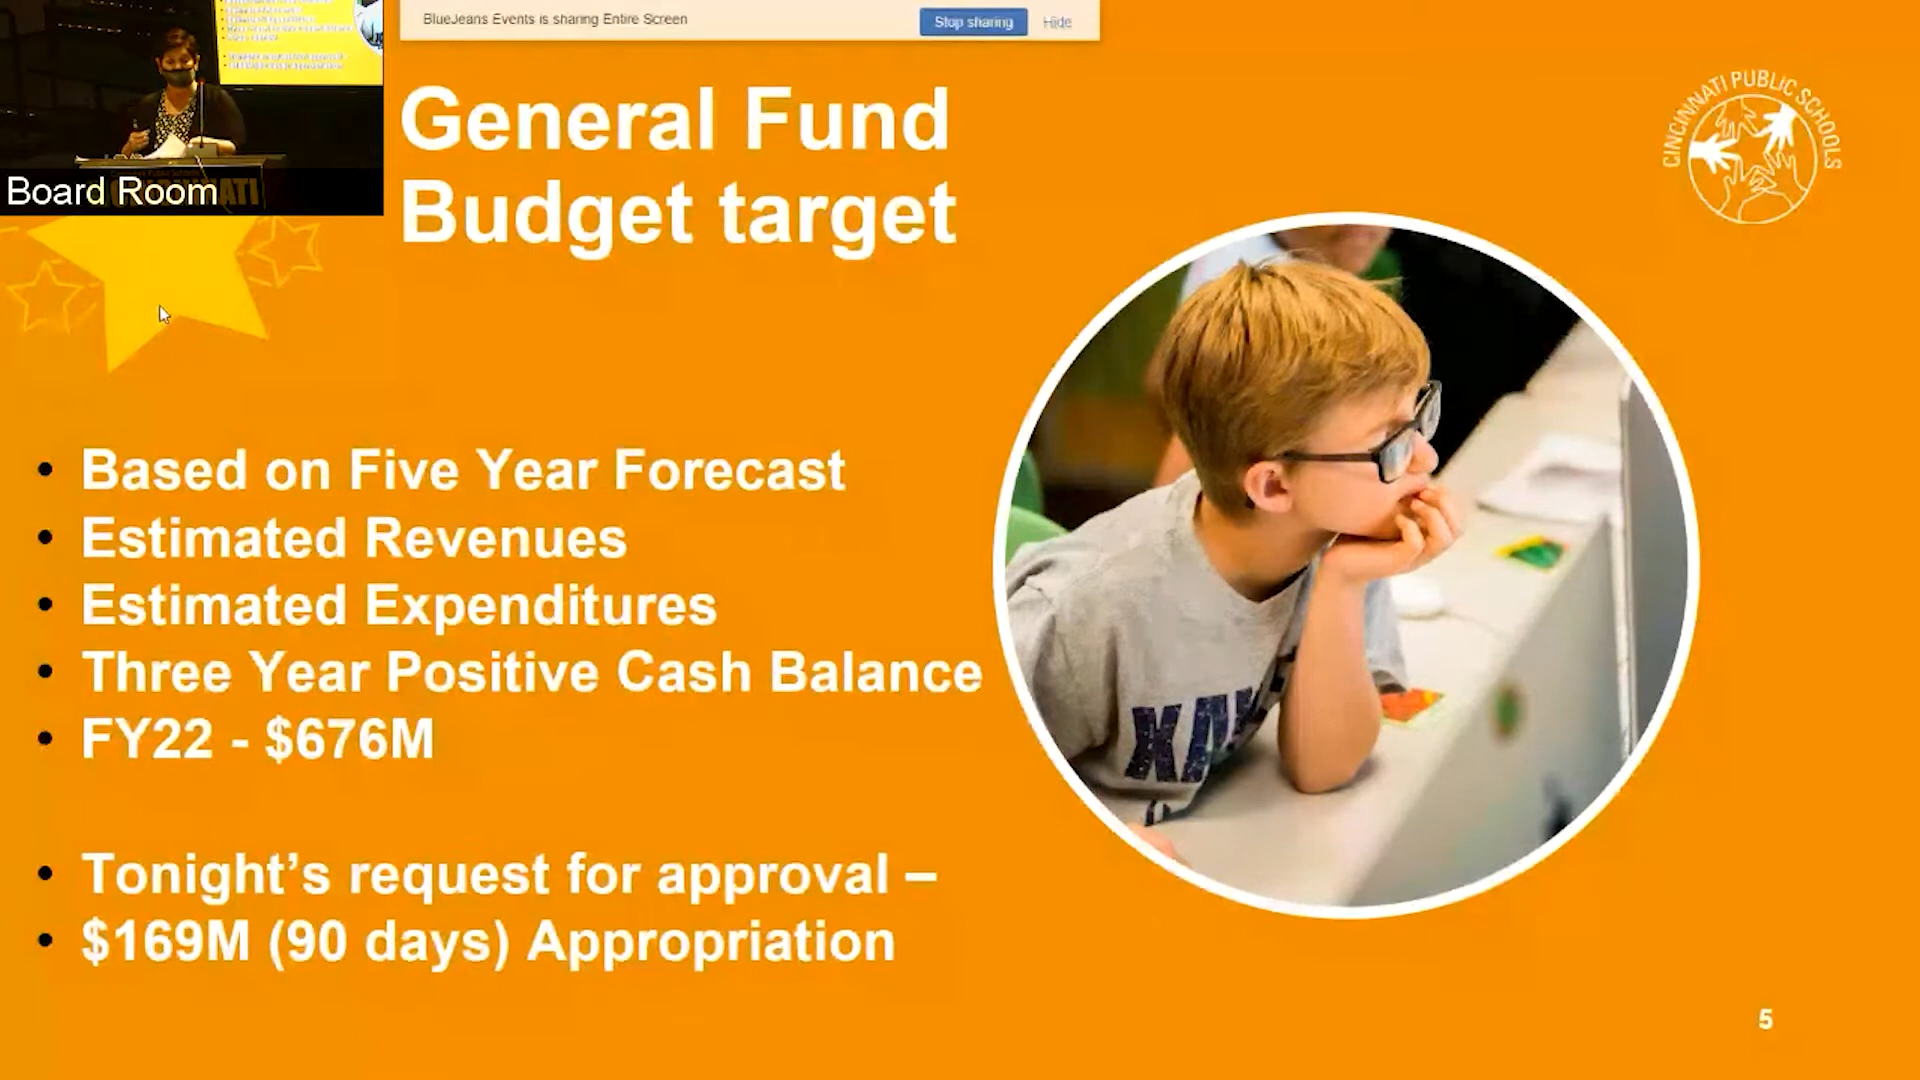 BlueJeans Events is sharing Entire Screen
Stop sharing
Hide
Board Room
General Fund
Budget target
CINCINNATI PUBLIC SCHOOLS
• Based on Five Year Forecast
• Estimated Revenues
• Estimated Expenditures
• Three Year Positive Cash Balance
• FY22 - $676M
• Tonight’s request for approval –
• $169M (90 days) Appropriation
5